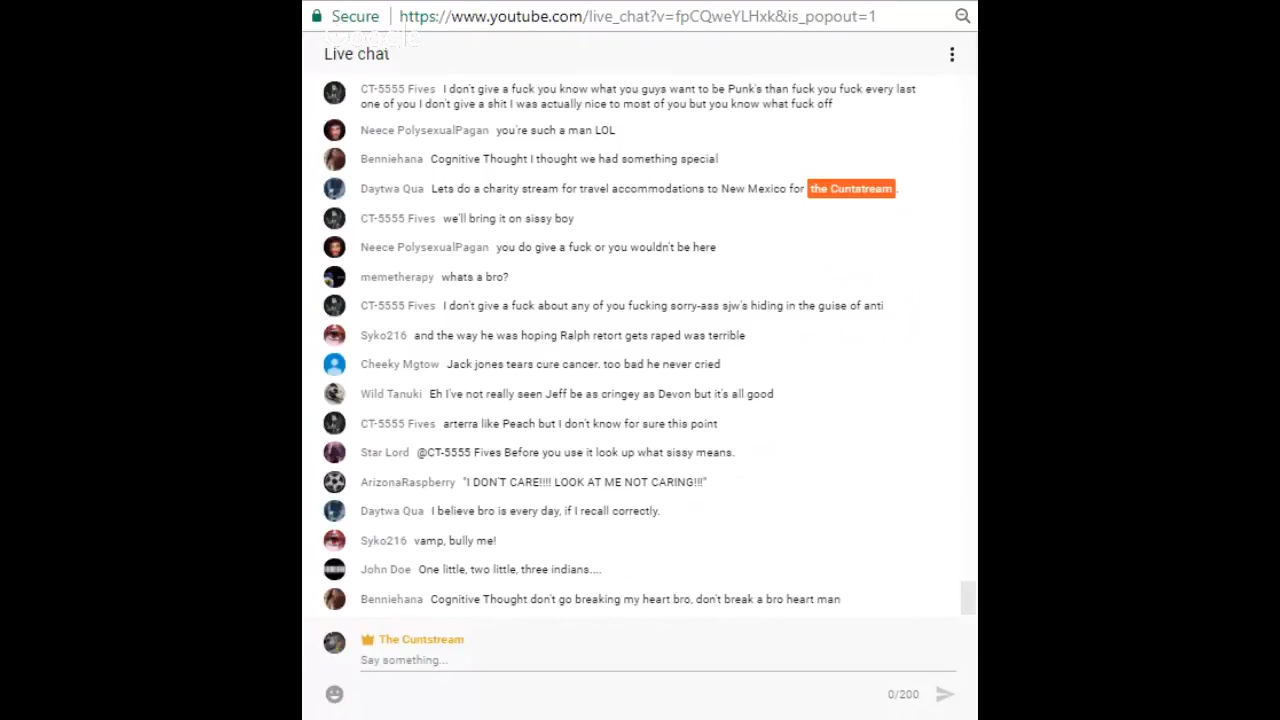 Secure https://www.youtube.com/live_chat?v=fpCQweYLHxk&is_popout=1
Live chat
CT-5555 Fives I don't give a fuck you know what you guys want to be Punk's than fuck you fuck every last
one of you I don't give a shit I was actually nice to most of you but you know what fuck off
Neece PolysexualPagan you're such a man LOL
Benniehana Cognitive Thought I thought we had something special
Daytwa Qua Lets do a charity stream for travel accommodations to New Mexico for the Cuntstream.
CT-5555 Fives we'll bring it on sissy boy
Neece PolysexualPagan you do give a fuck or you wouldn't be here
memetherapy whats a bro?
CT-5555 Fives I don't give a fuck about any of you fucking sorry-ass sjw's hiding in the guise of anti
Syko216 and the way he was hoping Ralph retort gets raped was terrible
Cheeky Mgtow Jack jones tears cure cancer. too bad he never cried
Wild Tanuki Eh I've not really seen Jeff be as cringey as Devon but it's all good
CT-5555 Fives arterra like Peach but I don't know for sure this point
Star Lord @CT-5555 Fives Before you use it look up what sissy means.
ArizonaRaspberry "I DON'T CARE!!!! LOOK AT ME NOT CARING!!!"
Daytwa Qua I believe bro is every day, if I recall correctly.
Syko216 vamp, bully me!
John Doe One little, two little, three indians....
Benniehana Cognitive Thought don't go breaking my heart bro, don't break a bro heart man
The Cuntstream
Say something...
0/200